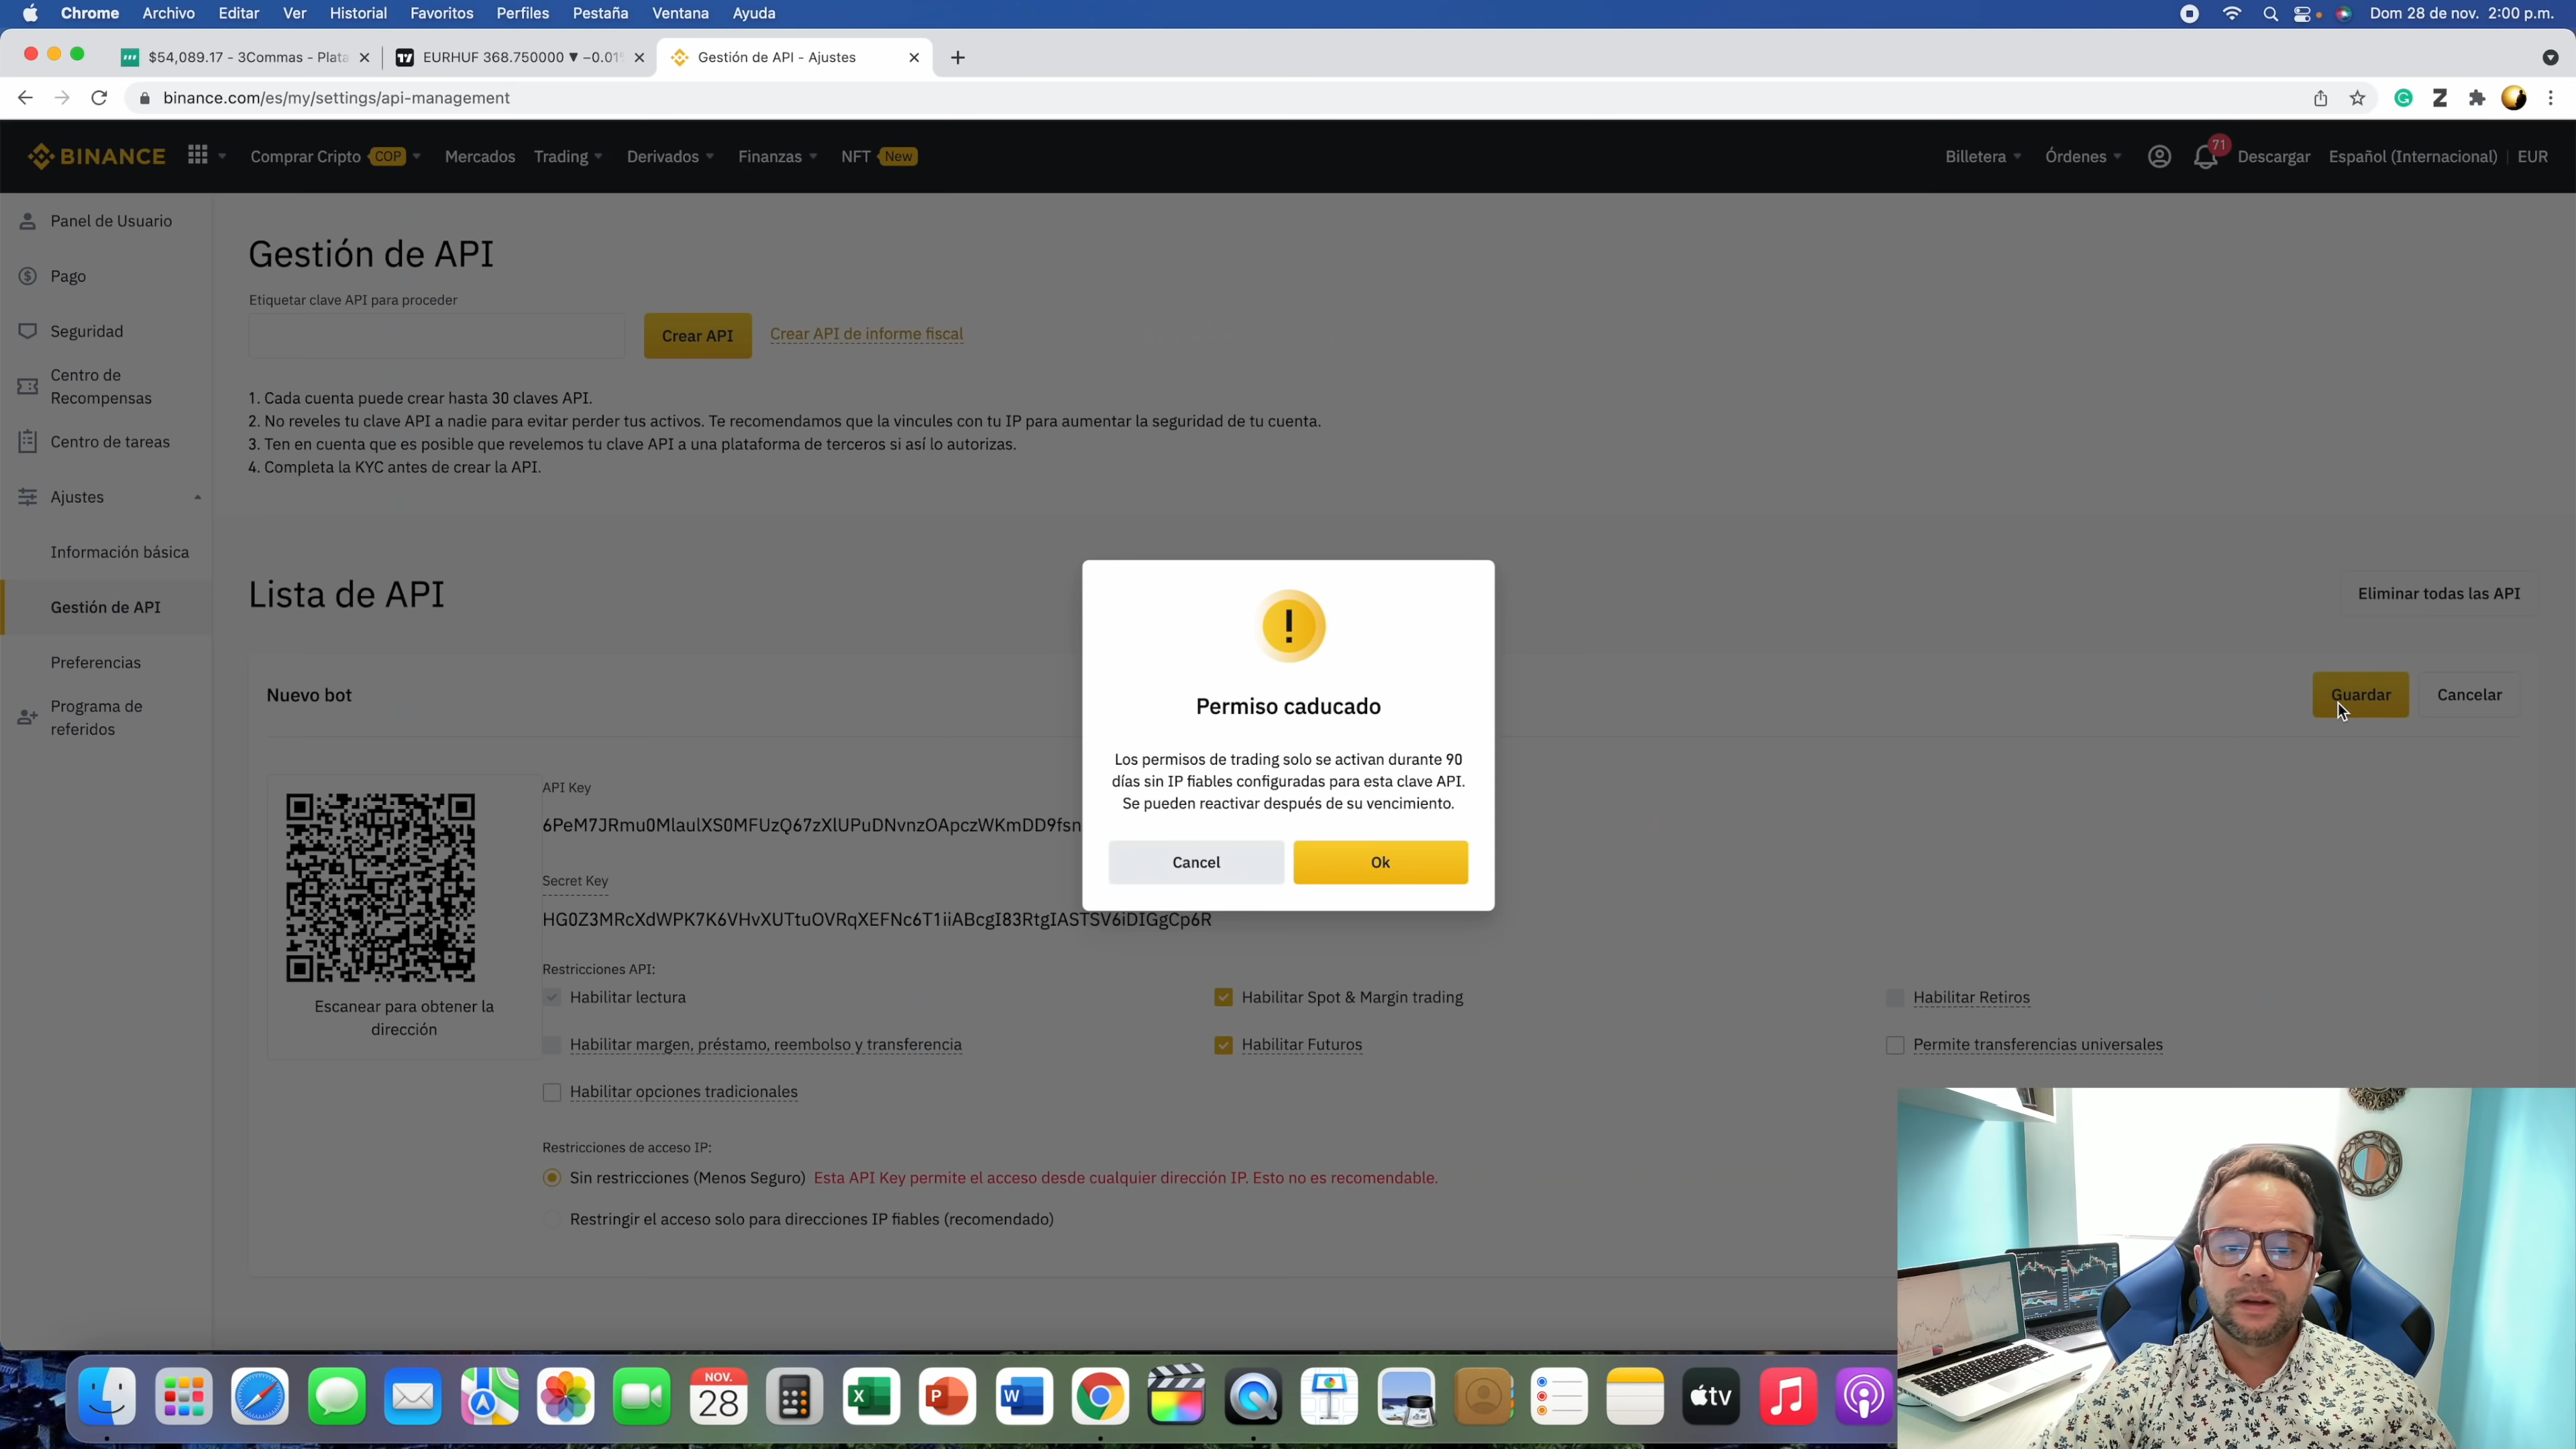 Chrome Archivo Editar Ver Historial Favoritos Perfiles Pestaña Ventana Ayuda
Dom 28 de nov. 2:00 p.m.
$54,089.17 - 3Commas - Plata
EURHUF 368.750000 ▼ −0.01%
Gestión de API - Ajustes
binance.com/es/my/settings/api-management
BINANCE
Comprar Cripto COP
Mercados
Trading
Derivados
Finanzas
NFT New
Billetera
Órdenes
71
Descargar
Español (Internacional)
EUR
Panel de Usuario
Pago
Seguridad
Centro de
Recompensas
Centro de tareas
Ajustes
Información básica
Gestión de API
Preferencias
Programa de
referidos
Gestión de API
Etiquetar clave API para proceder
Crear API
Crear API de informe fiscal
1. Cada cuenta puede crear hasta 30 claves API.
2. No reveles tu clave API a nadie para evitar perder tus activos. Te recomendamos que la vincules con tu IP para aumentar la seguridad de tu cuenta.
3. Ten en cuenta que es posible que revelemos tu clave API a una plataforma de terceros si así lo autorizas.
4. Completa la KYC antes de crear la API.
Lista de API
Eliminar todas las API
Nuevo bot
Guardar
Cancelar
!
Permiso caducado
Los permisos de trading solo se activan durante 90
días sin IP fiables configuradas para esta clave API.
Se pueden reactivar después de su vencimiento.
Cancel
Ok
Escanear para obtener la
dirección
API Key
6PeM7JRmu0MlaulXS0MFUzQ67zXlUPuDNvnzOApczWKmDD9fsn
Secret Key
HG0Z3MRcXdWPK7K6VHvXUTtuOVRqXEFNc6T1iiABcgI83RtgIASTSV6iDIGgCp6R
Restricciones API:
Habilitar lectura
Habilitar Spot & Margin trading
Habilitar Retiros
Habilitar margen, préstamo, reembolso y transferencia
Habilitar Futuros
Permite transferencias universales
Habilitar opciones tradicionales
Restricciones de acceso IP:
Sin restricciones (Menos Seguro) Esta API Key permite el acceso desde cualquier dirección IP. Esto no es recomendable.
Restringir el acceso solo para direcciones IP fiables (recomendado)
NOV.
28
X
P
W
tv